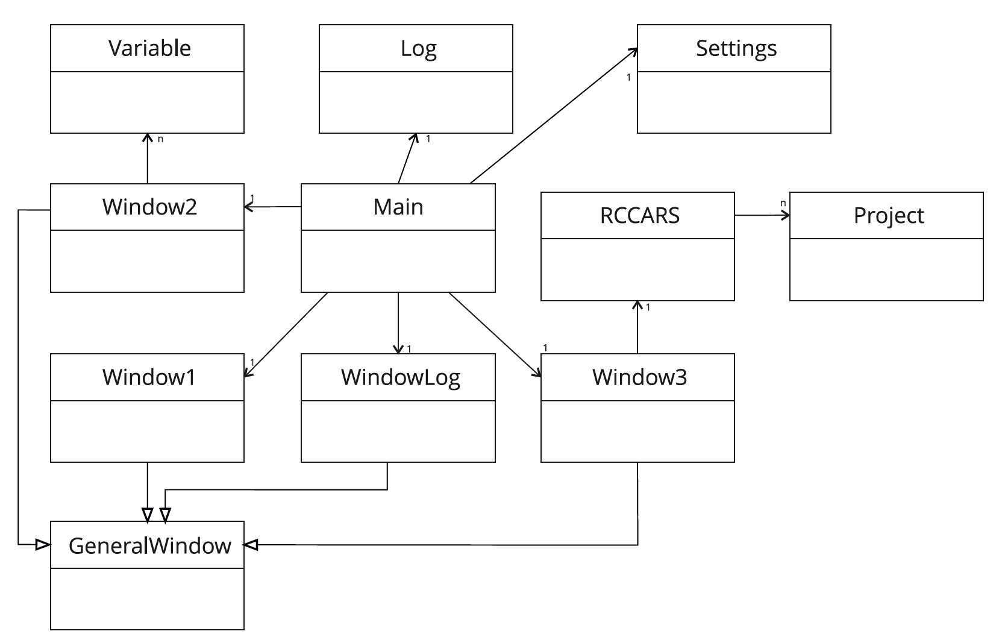 Variable
Log
Settings
1
n
1
Window2
1
Main
RCCARS
n
Project
1
1
1
1
Window1
WindowLog
Window3
GeneralWindow